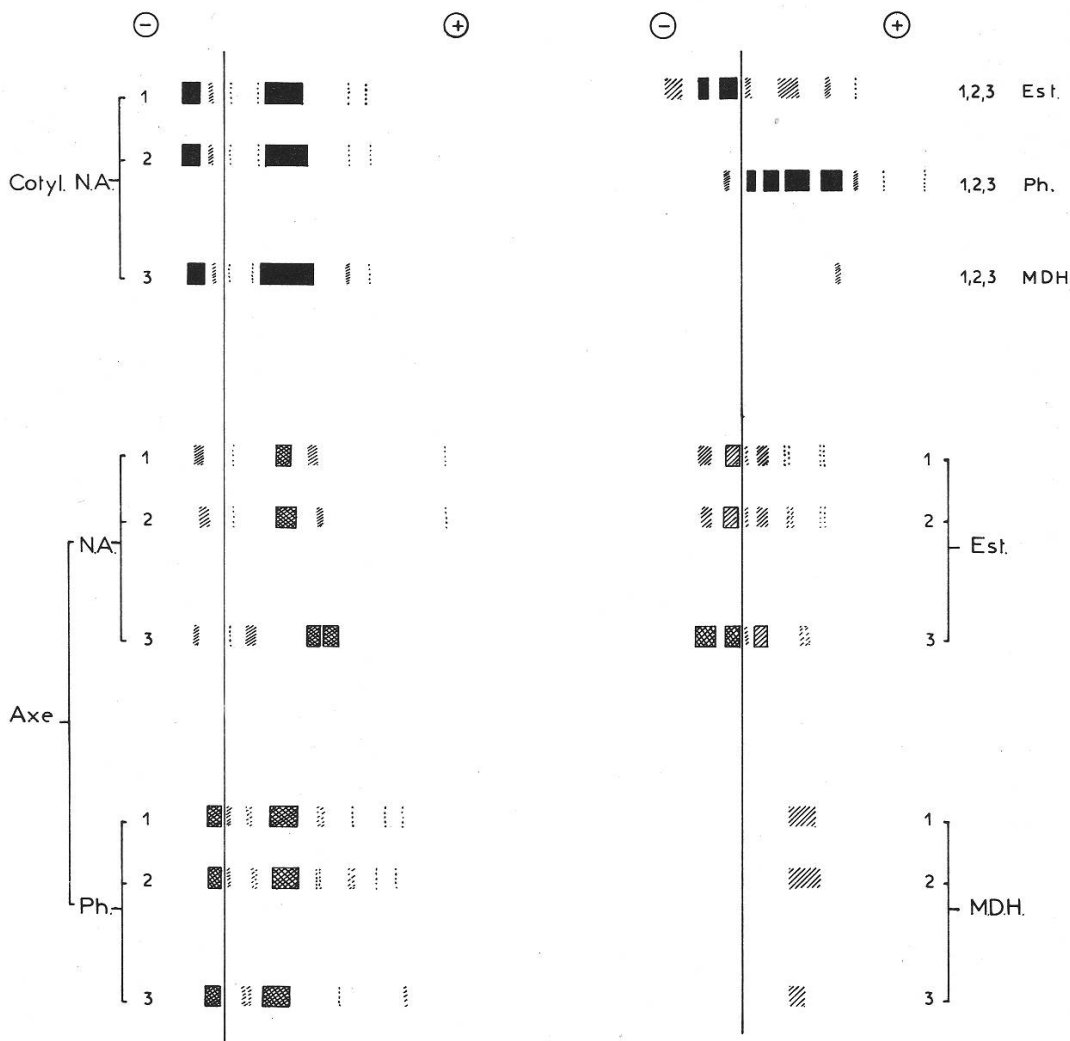 ⊖ ⊕ ⊖ ⊕
1 1,2,3 Est.
2
Cotyl. N.A. 1,2,3 Ph.
3 1,2,3 MDH
1 1
2 2
N.A. Est.
3 3
Axe
1 1
2 2
Ph. M.D.H.
3 3